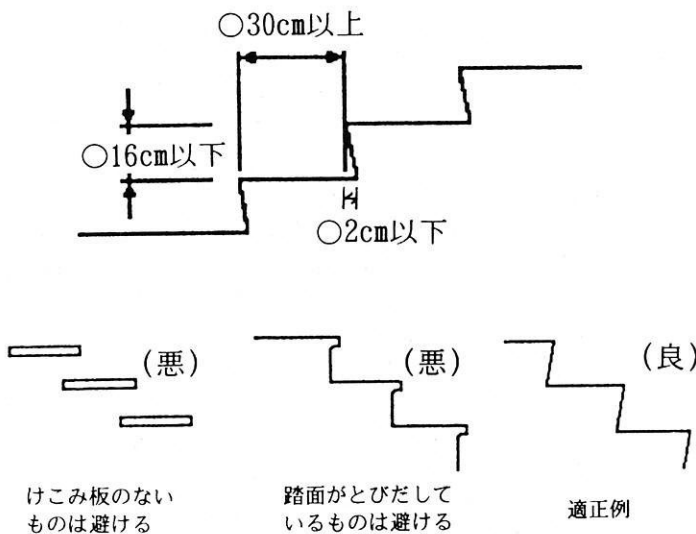 ○30cm以上
○16cm以下
○2cm以下
(悪)
(悪)
(良)
けこみ板のない
ものは避ける
踏面がとびだして
いるものは避ける
適正例